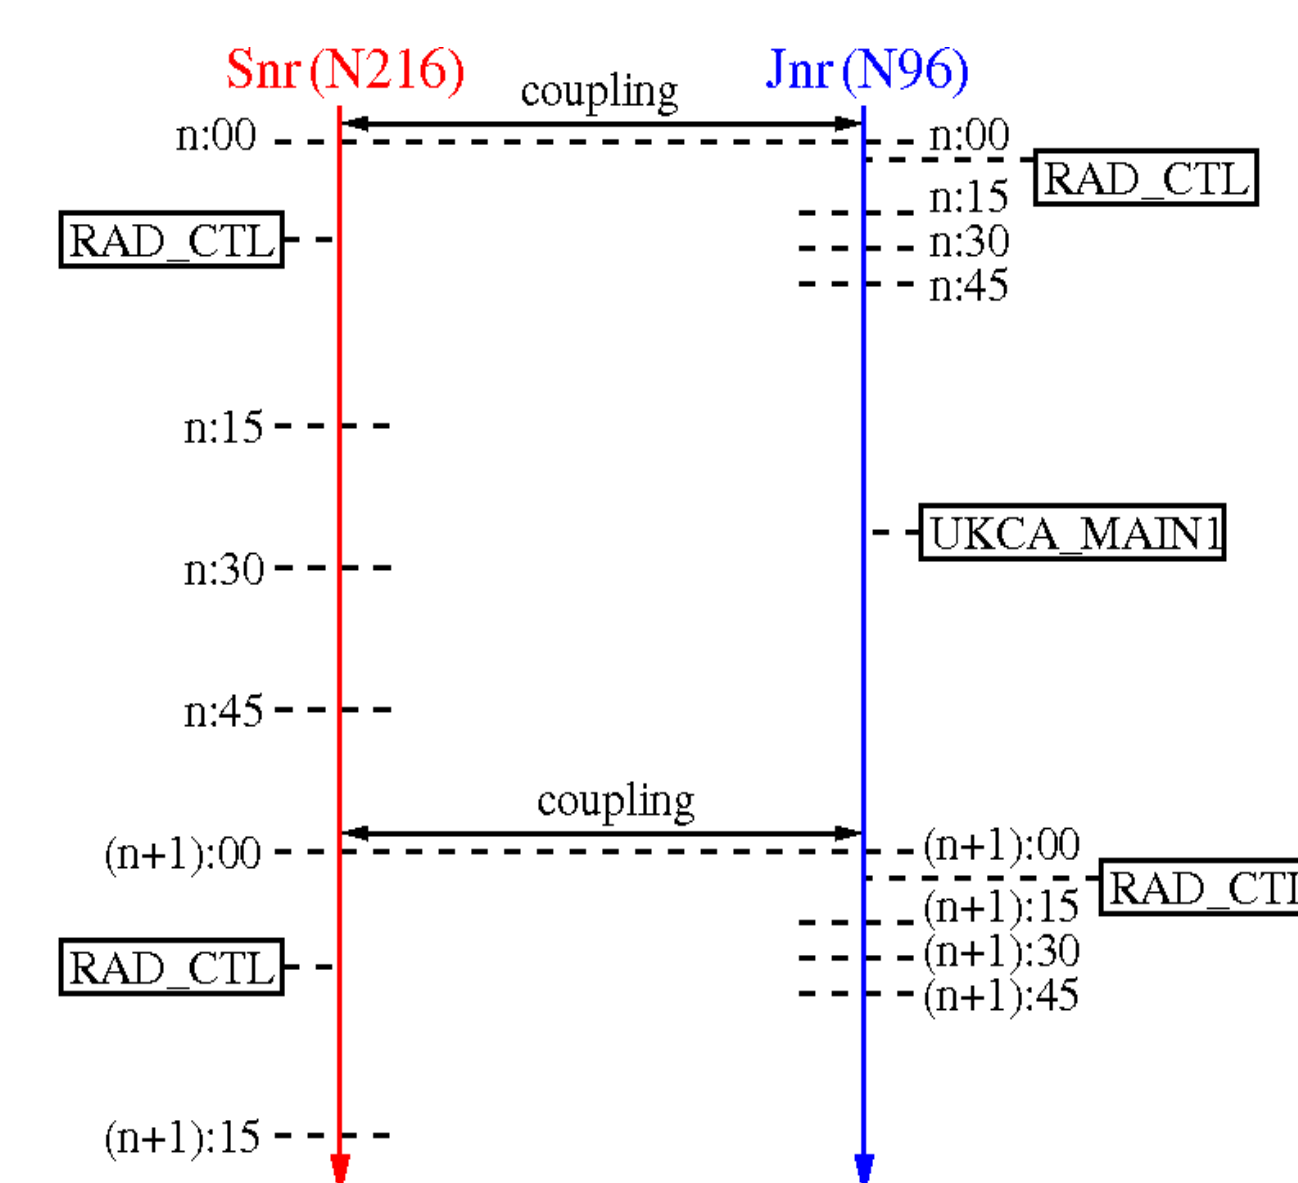 Snr (N216)
coupling
Jnr (N96)
n:00
n:00
RAD_CTL
n:15
RAD_CTL
n:30
n:45
n:15
UKCA_MAIN1
n:30
n:45
coupling
(n+1):00
(n+1):00
RAD_CTL
(n+1):15
(n+1):30
RAD_CTL
(n+1):45
(n+1):15